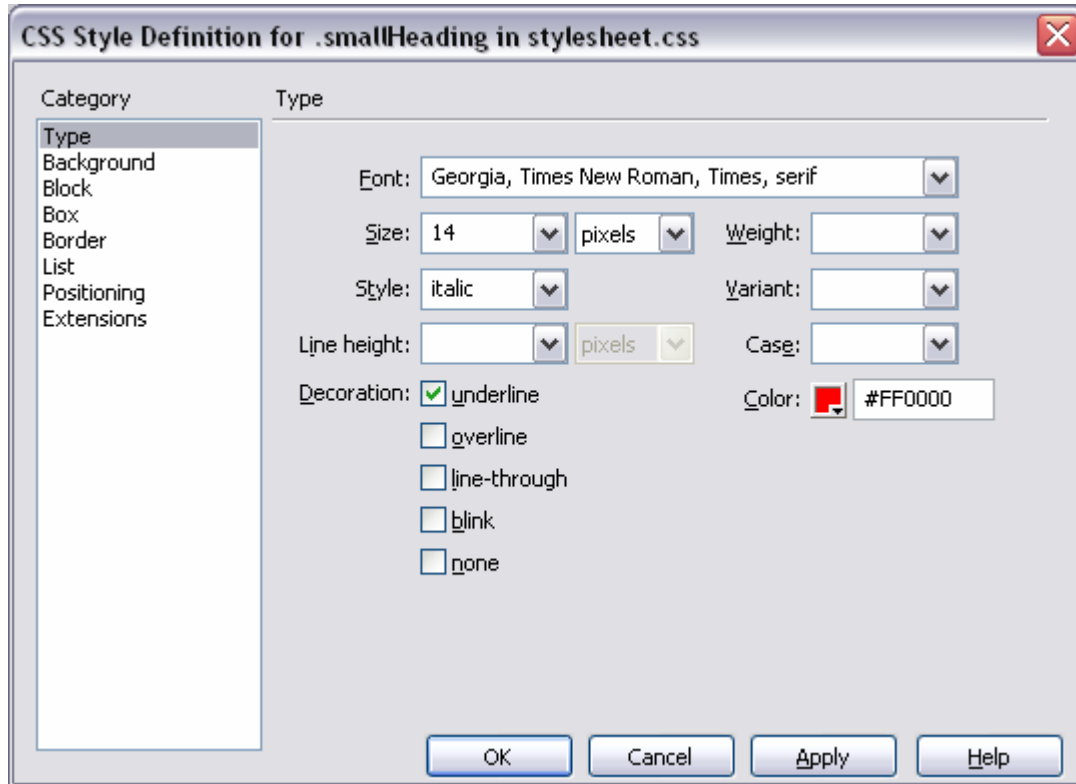 CSS Style Definition for .smallHeading in stylesheet.css
Category
Type
Type
Background
Block
Box
Border
List
Positioning
Extensions
Font: Georgia, Times New Roman, Times, serif
Size: 14 pixels Weight:
Style: italic Variant:
Line height: pixels Case:
Decoration: underline Color: #FF0000
overline
line-through
blink
none
OK Cancel Apply Help